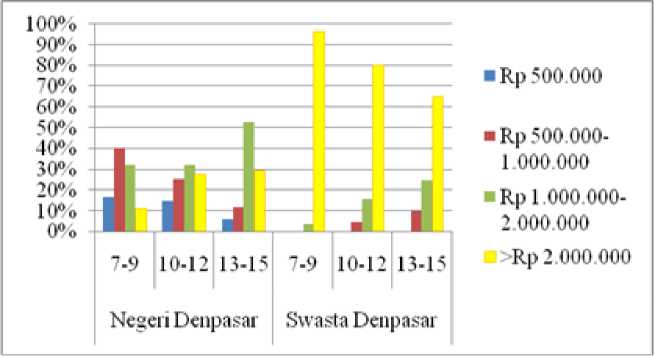 100%
90%
80%
70%
60%
50%
40%
30%
20%
10%
0%
7-9 10-12 13-15 7-9 10-12 13-15
Negeri Denpasar Swasta Denpasar
Rp 500.000
Rp 500.000-
1.000.000
Rp 1.000.000-
2.000.000
>Rp 2.000.000